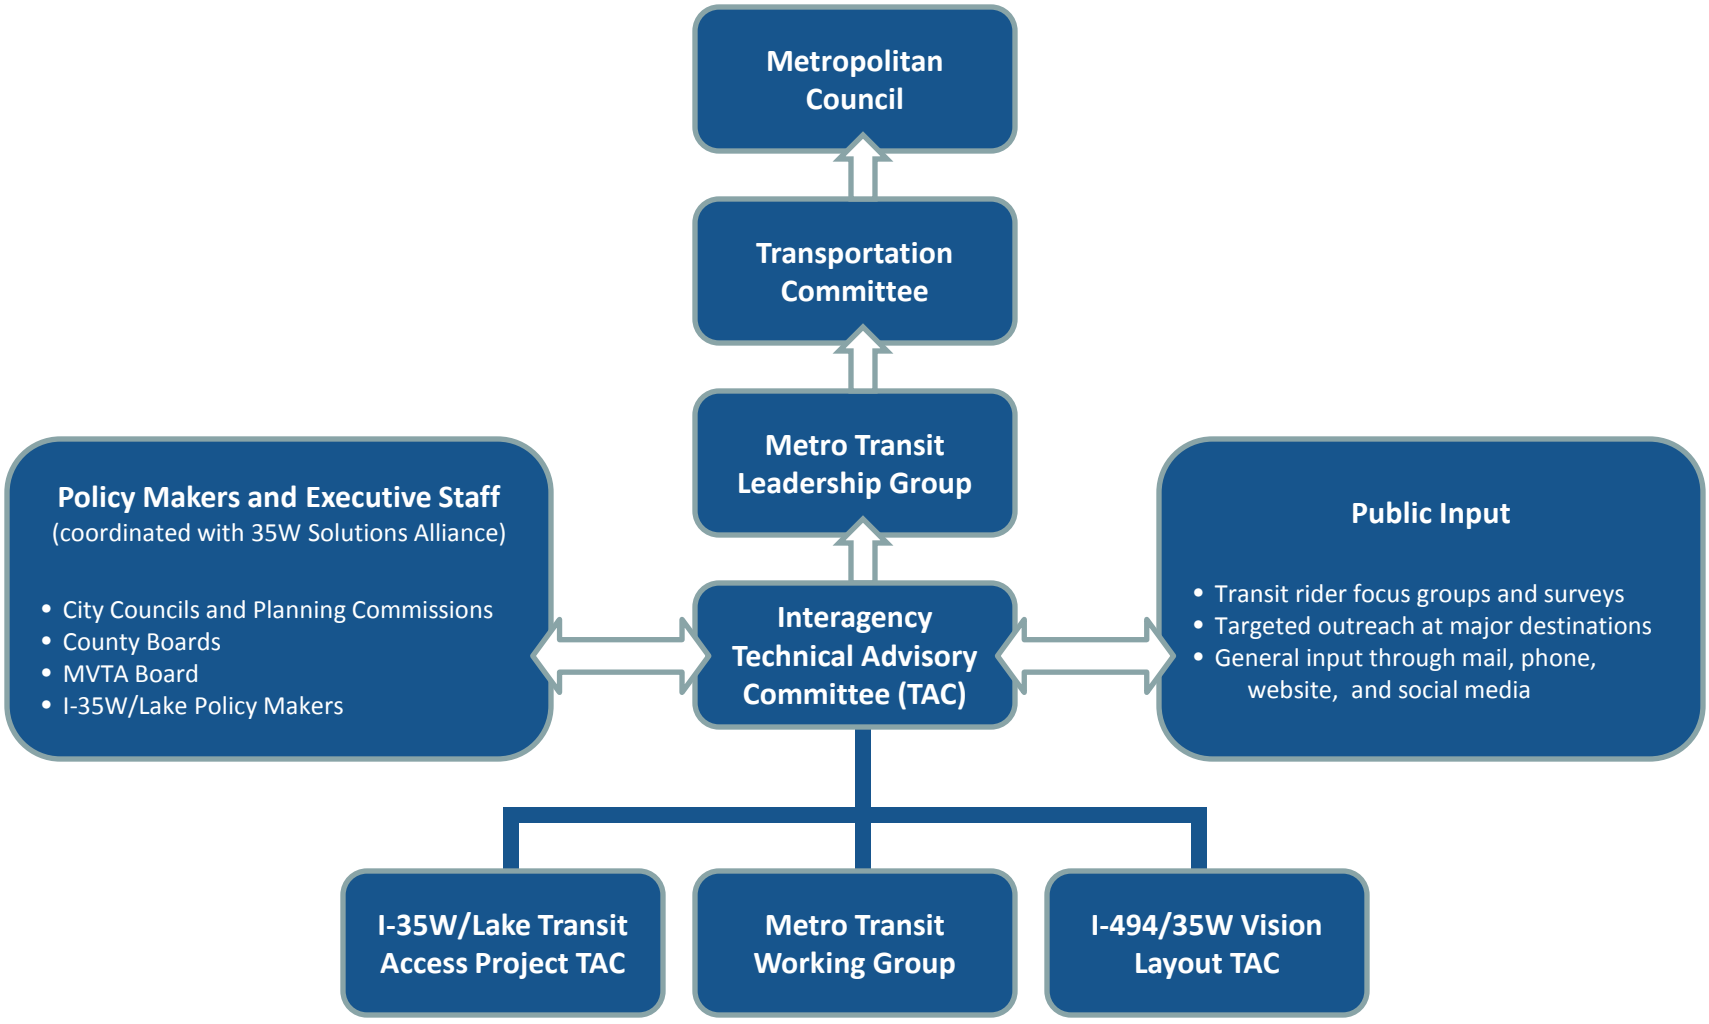 Metropolitan
Council
Transportation
Committee
Metro Transit
Leadership Group
Policy Makers and Executive Staff
(coordinated with 35W Solutions Alliance)
• City Councils and Planning Commissions
• County Boards
• MVTA Board
• I-35W/Lake Policy Makers
Interagency
Technical Advisory
Committee (TAC)
Public Input
• Transit rider focus groups and surveys
• Targeted outreach at major destinations
• General input through mail, phone,
website, and social media
I-35W/Lake Transit
Access Project TAC
Metro Transit
Working Group
I-494/35W Vision
Layout TAC